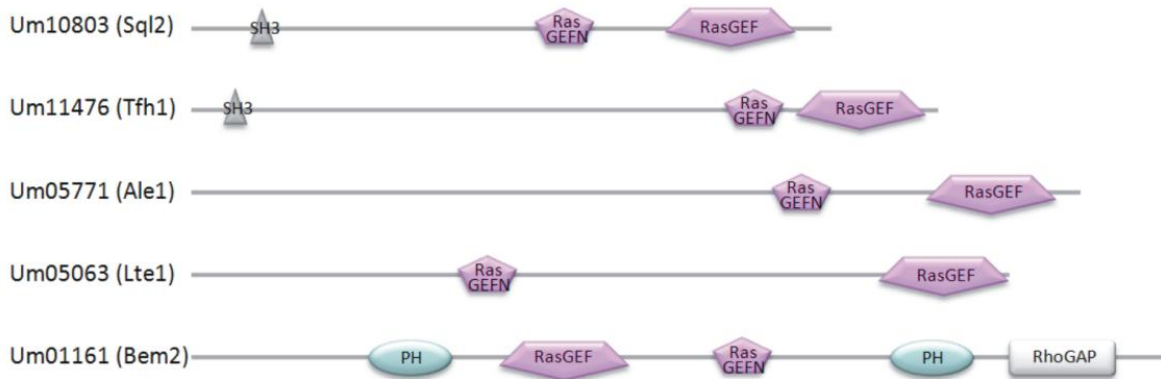 Um10803 (Sql2) SH3 Ras GEFN RasGEF
Um11476 (Tfh1) SH3 Ras GEFN RasGEF
Um05771 (Ale1) Ras GEFN RasGEF
Um05063 (Lte1) Ras GEFN RasGEF
Um01161 (Bem2) PH RasGEF Ras GEFN PH RhoGAP